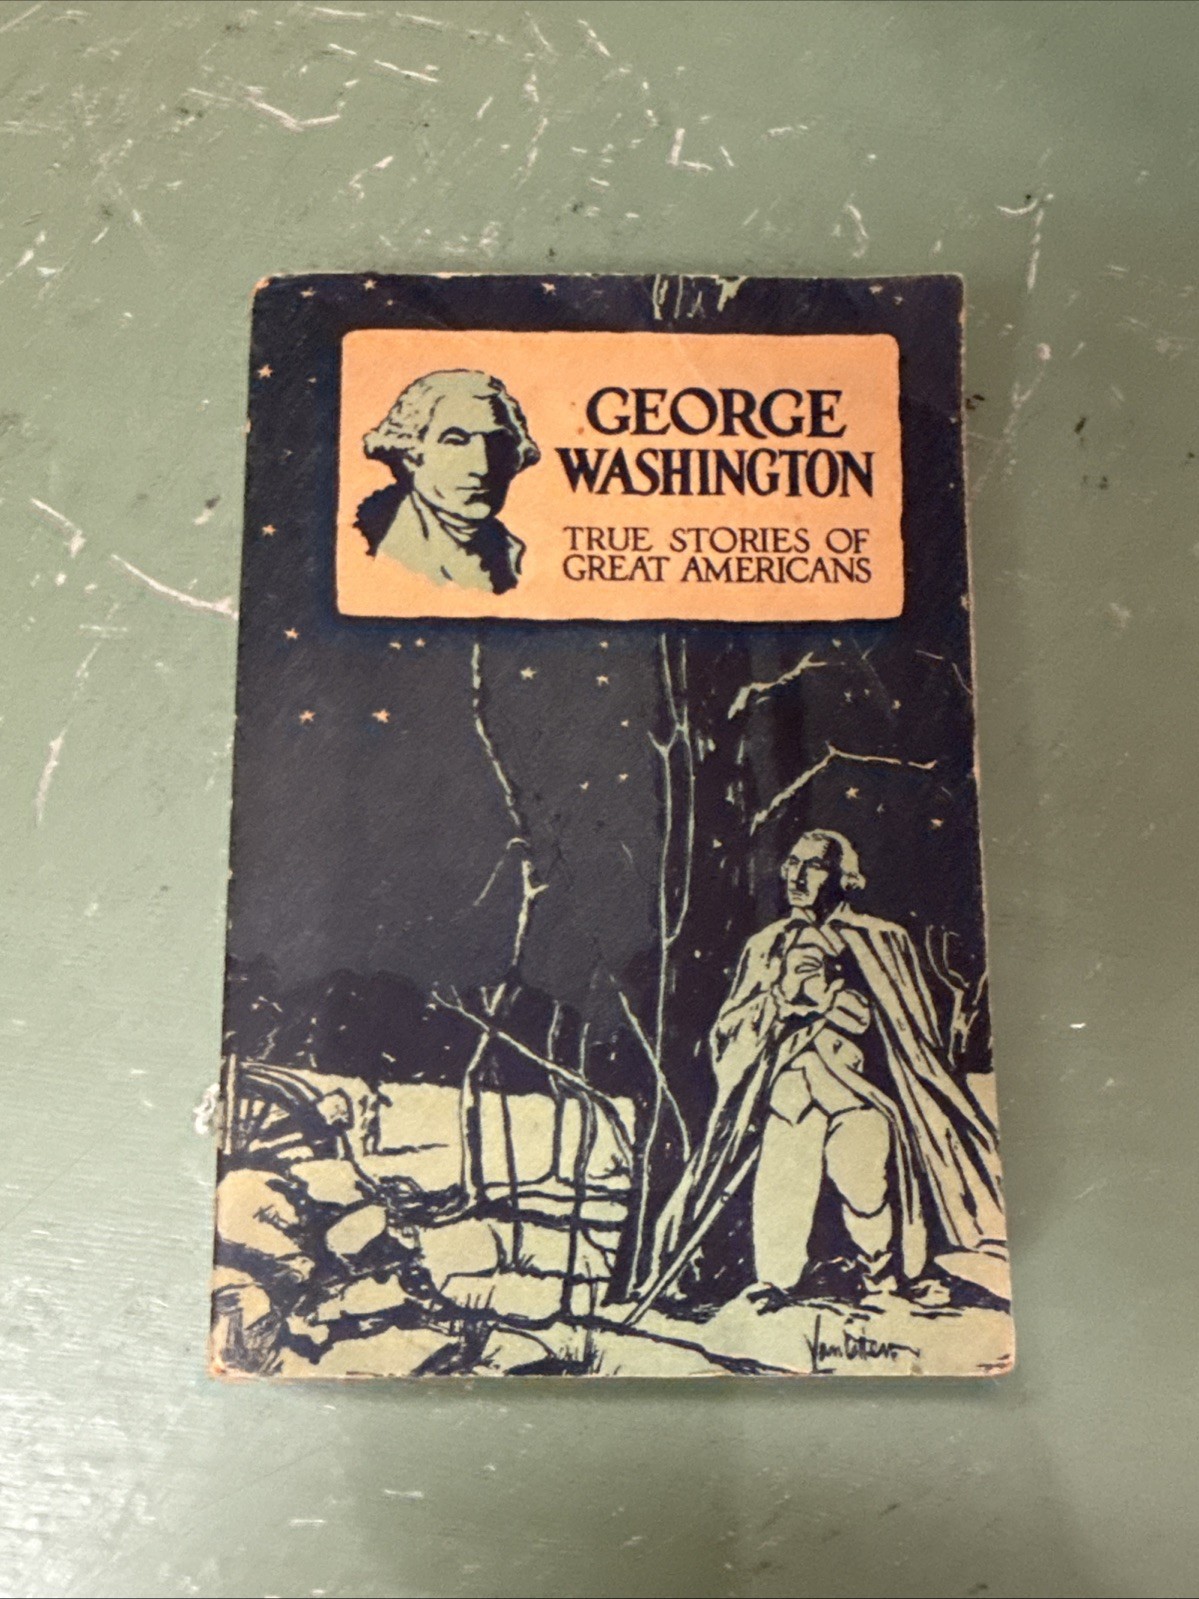 GEORGE
WASHINGTON
TRUE STORIES OF
GREAT AMERICANS